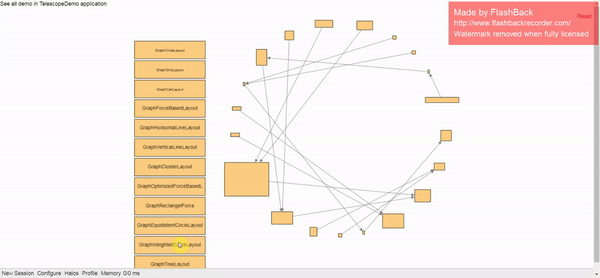 See all demo in TelescopeDemo application
Made by FlashBack
http://www.flashbackrecorder.com/
Watermark removed when fully licensed
Reset
GraphCircleLayout
GraphGridLayout
GraphCellLayout
GraphForceBasedLayout
GraphHorizontalLineLayout
GraphVerticalLineLayout
GraphClusterLayout
GraphOptimizedForceBasedL
GraphRectangelForce
GraphEquidistentCircleLayout
GraphTreeLayout
New Session Configure Halos Profile Memory 0/0 ms